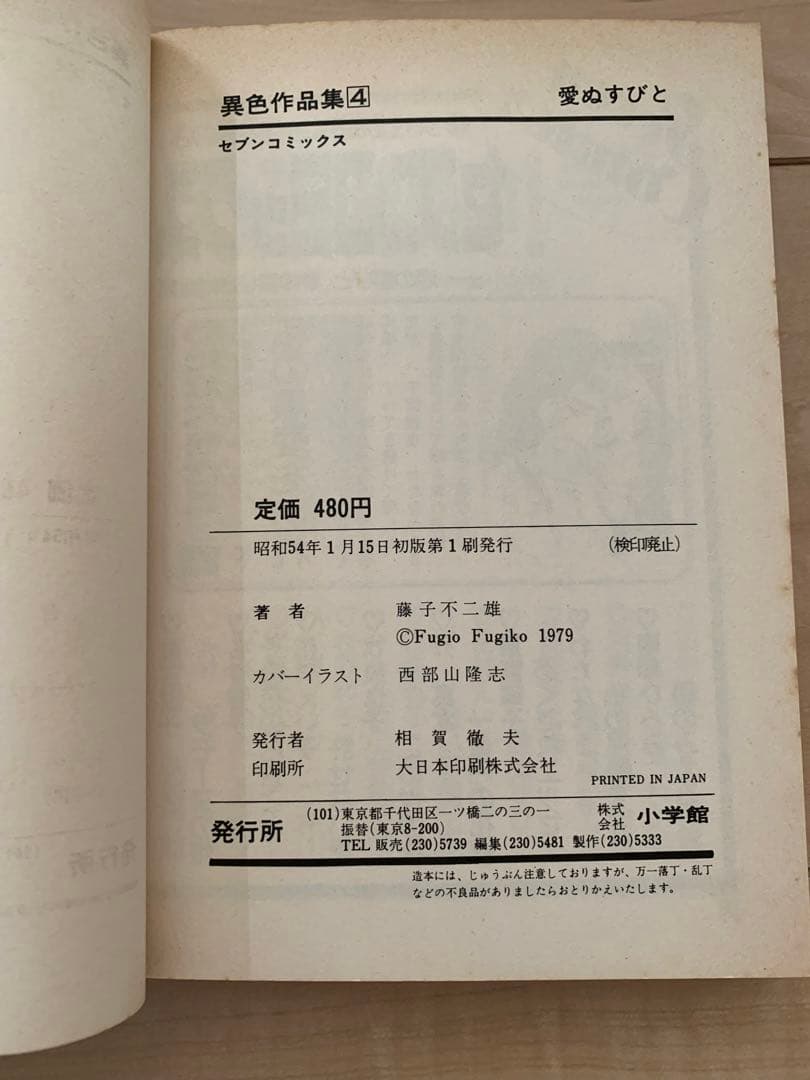 異色作品集4 愛ぬすびと
セブンコミックス
定価 480円
昭和54年1月15日初版第1刷発行 (検印廃止)
著者 藤子不二雄
©Fugio Fugiko 1979
カバーイラスト 西部山隆志
発行者 相賀徹夫
印刷所 大日本印刷株式会社
PRINTED IN JAPAN
発行所 (101)東京都千代田区一ツ橋二の三の一 株式会社 小学館
振替(東京8-200)
TEL 販売(230)5739 編集(230)5481 製作(230)5333
造本には、じゅうぶん注意しておりますが、万一落丁・乱丁
などの不良品がありましたらおとりかえいたします。